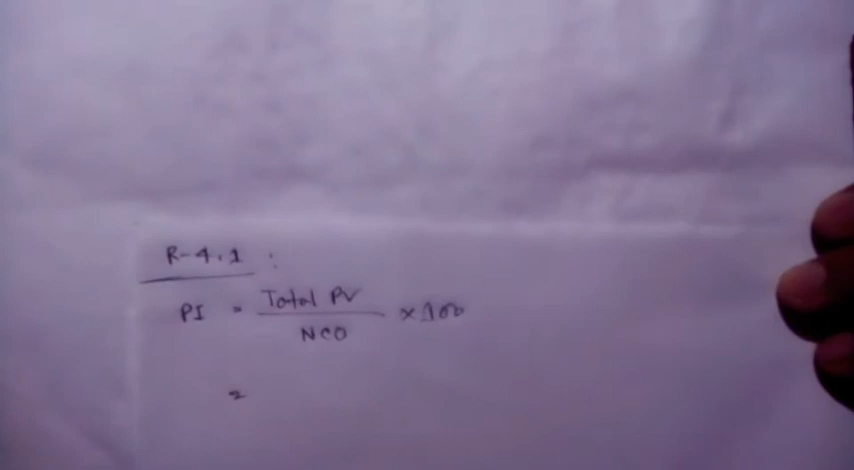 R-4.1 :
PI = Total PV / NCO × 100
=